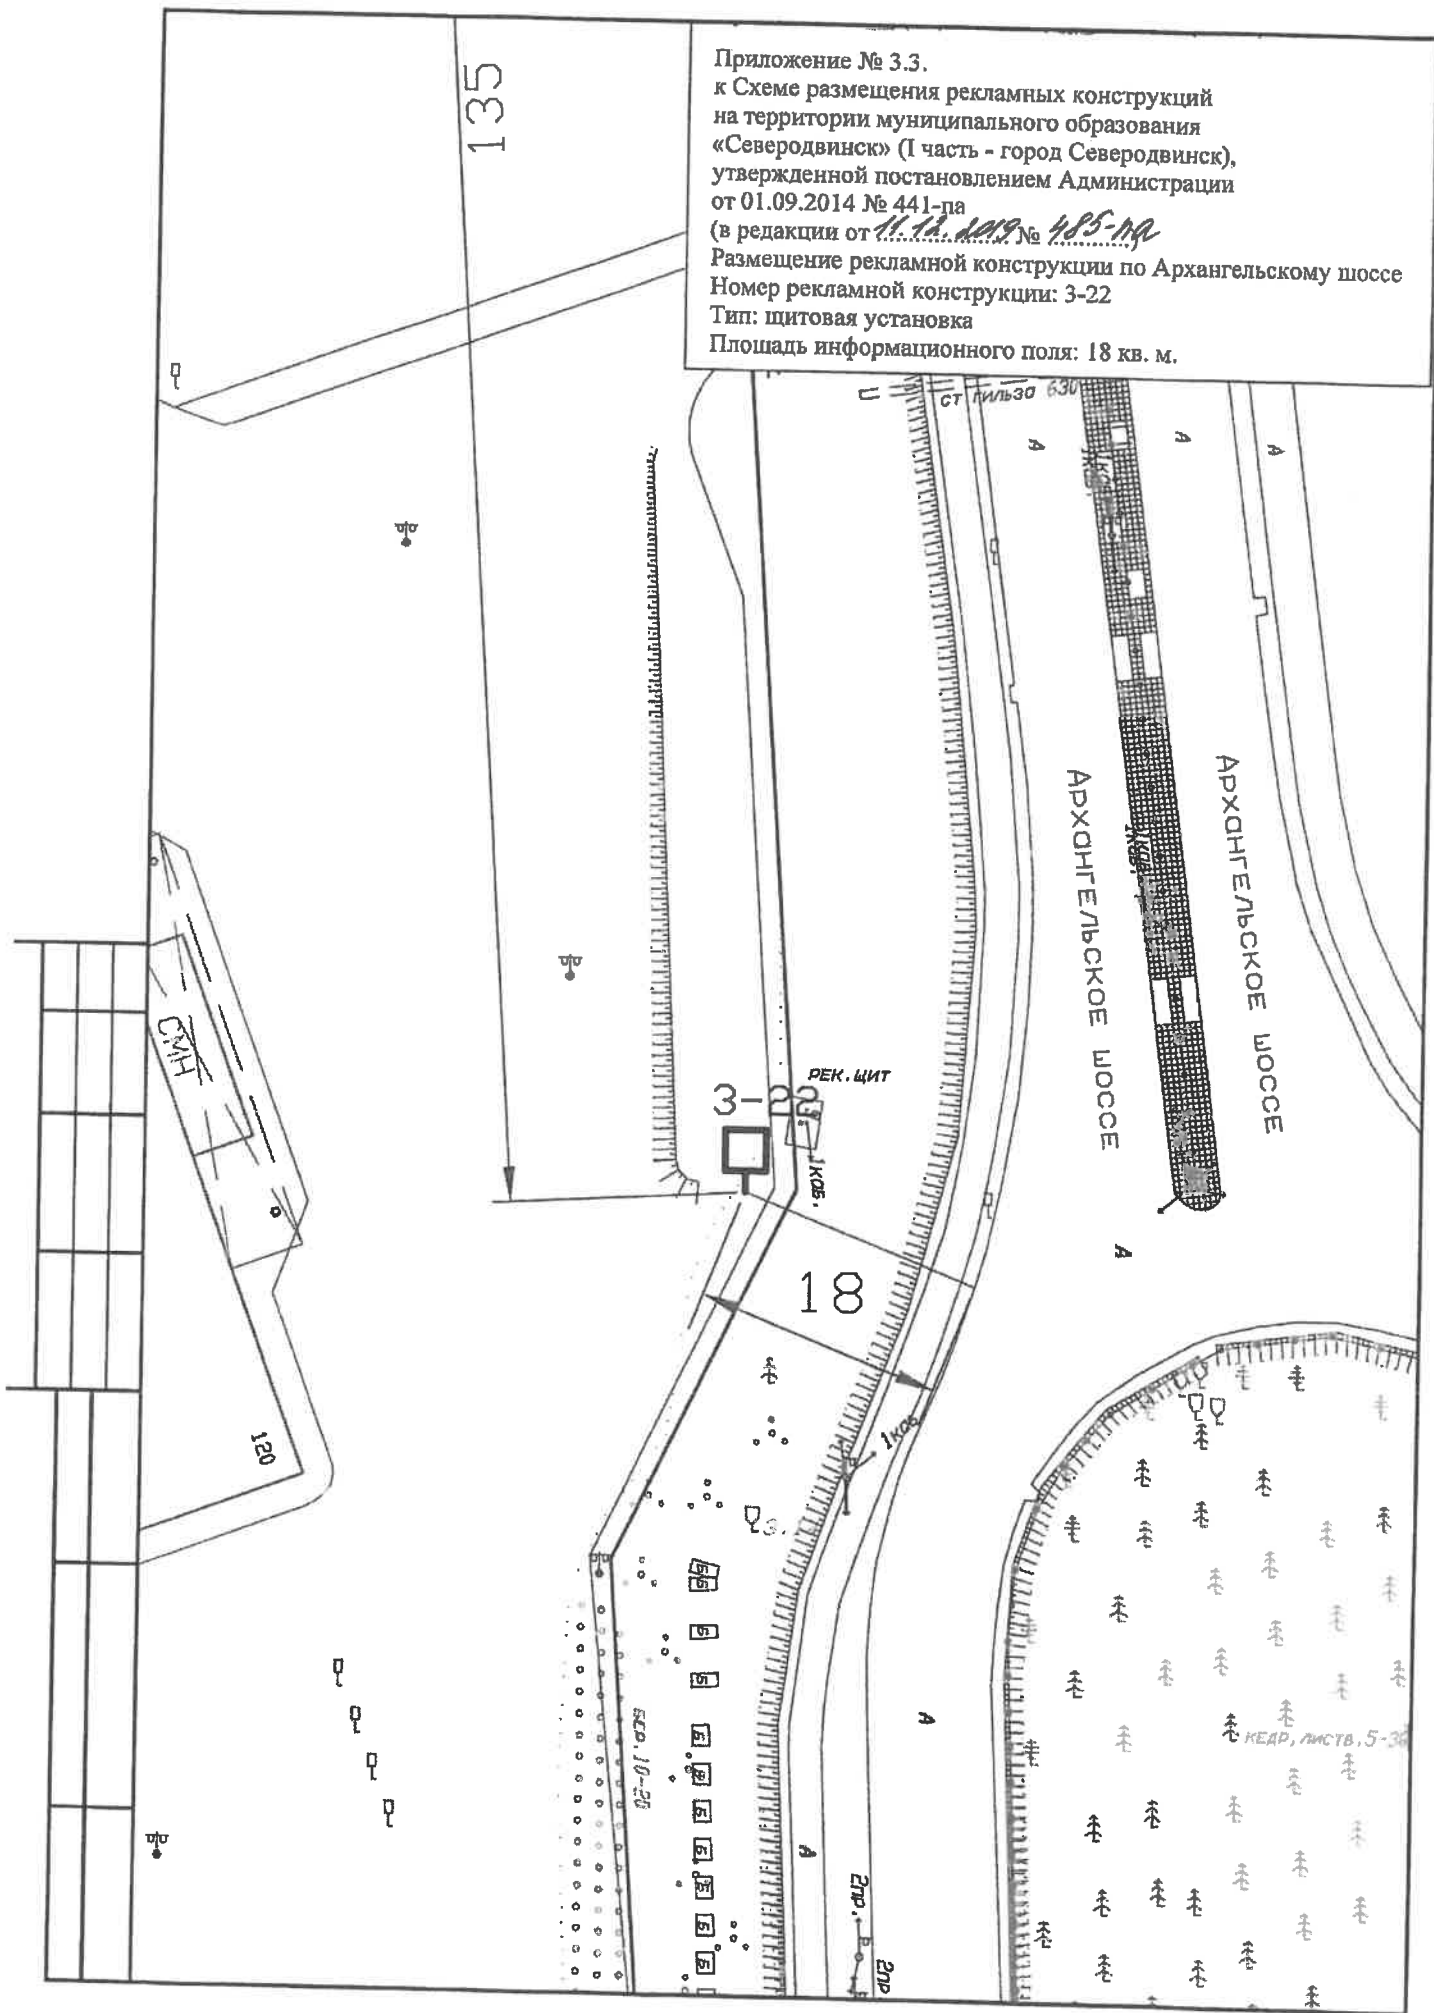 Приложение № 3.3.
к Схеме размещения рекламных конструкций
на территории муниципального образования
«Северодвинск» (I часть - город Северодвинск),
утвержденной постановлением Администрации
от 01.09.2014 № 441-па
(в редакции от 11.12.2019 № 485-па
Размещение рекламной конструкции по Архангельскому шоссе
Номер рекламной конструкции: 3-22
Тип: щитовая установка
Площадь информационного поля: 18 кв. м.
135
ст гильза 630
А
А
А
АРХАНГЕЛЬСКОЕ ШОССЕ
АРХАНГЕЛЬСКОЕ ШОССЕ
1каб.
СМН
РЕК. ЩИТ
3-22
1каб.
А
18
1каб.
120
Б
Б
Б
Б
Б
Б
Б
Б
Б
Б
А
КЕДР, ЛИСТВ, 5-
А
2пр.
2пр